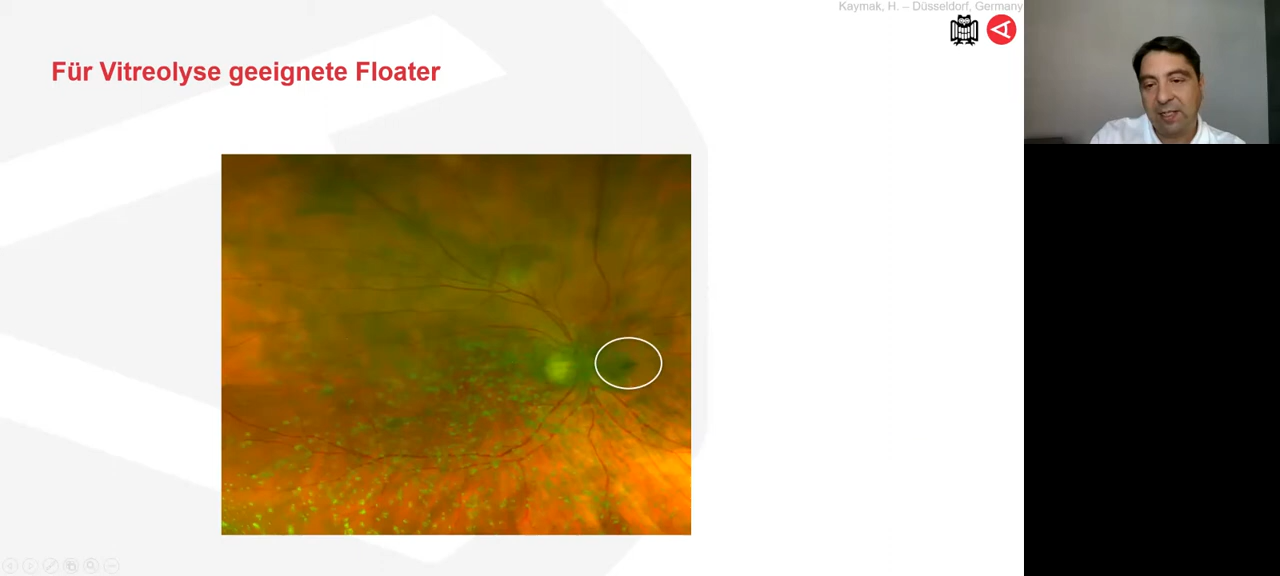 Kaymak, H. – Düsseldorf, Germany
Für Vitreolyse geeignete Floater